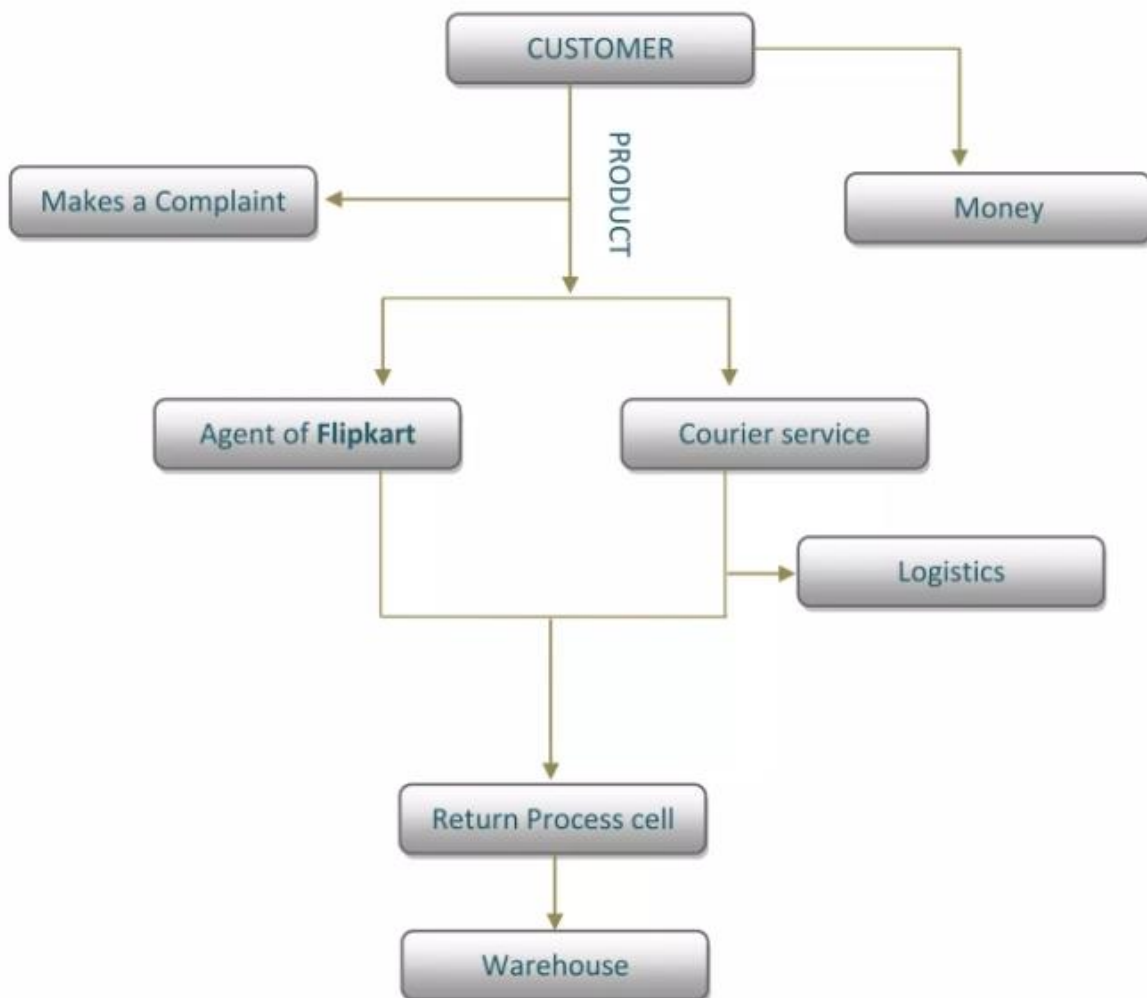 CUSTOMER
PRODUCT
Makes a Complaint
Money
Agent of Flipkart
Courier service
Logistics
Return Process cell
Warehouse